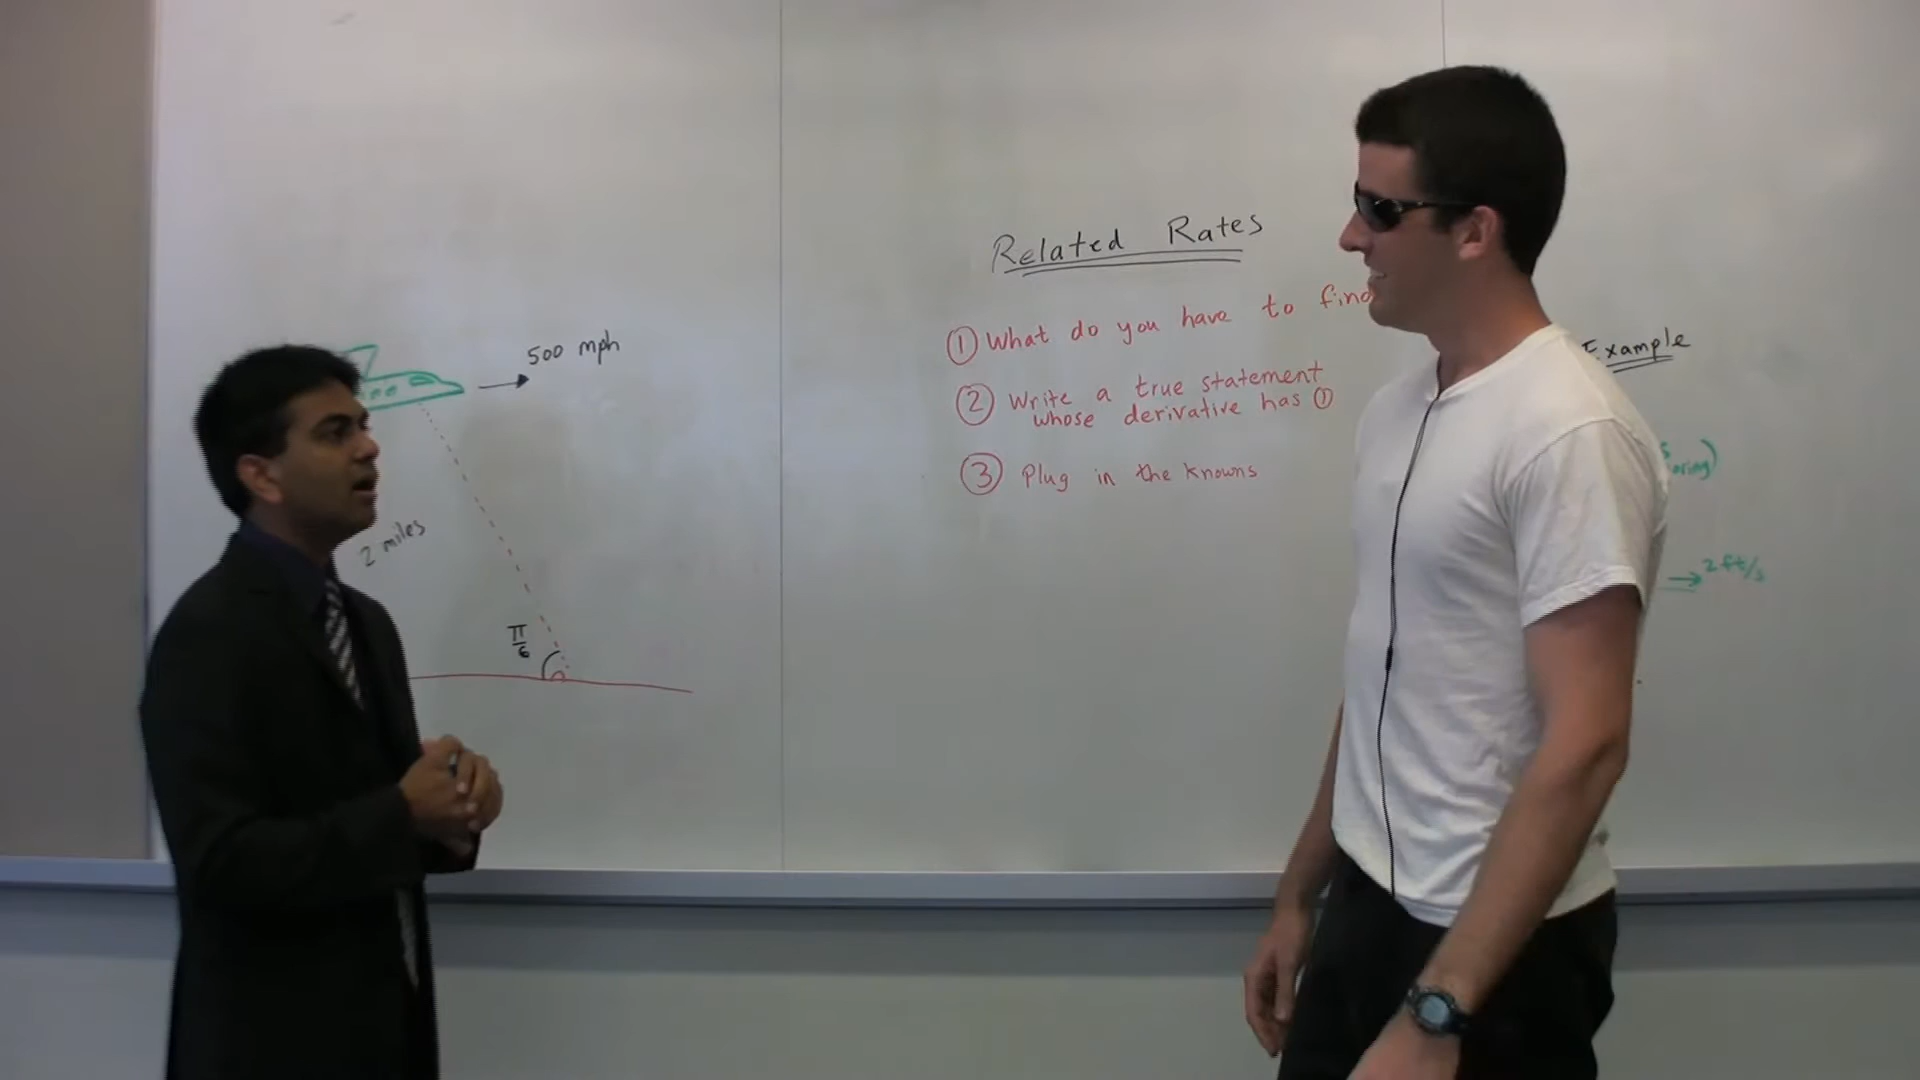 500 mph
2 miles
π/6
Related Rates
① What do you have to find
② Write a true statement
whose derivative has ①
③ Plug in the knowns
Example
oring)
2 ft/s